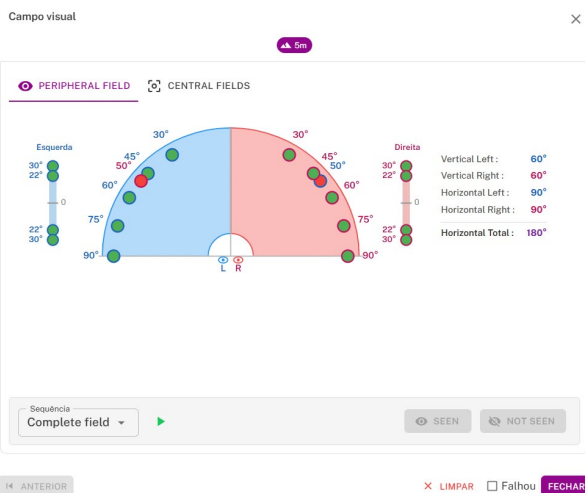 Campo visual
5m
PERIPHERAL FIELD
CENTRAL FIELDS
Esquerda
30°
22°
0
22°
30°
30°
45°
50°
60°
75°
90°
L
R
30°
45°
50°
60°
75°
90°
Direita
30°
22°
0
22°
30°
Vertical Left : 60°
Vertical Right : 60°
Horizontal Left : 90°
Horizontal Right : 90°
Horizontal Total : 180°
Sequência
Complete field
SEEN
NOT SEEN
ANTERIOR
LIMPAR
Falhou
FECHAR